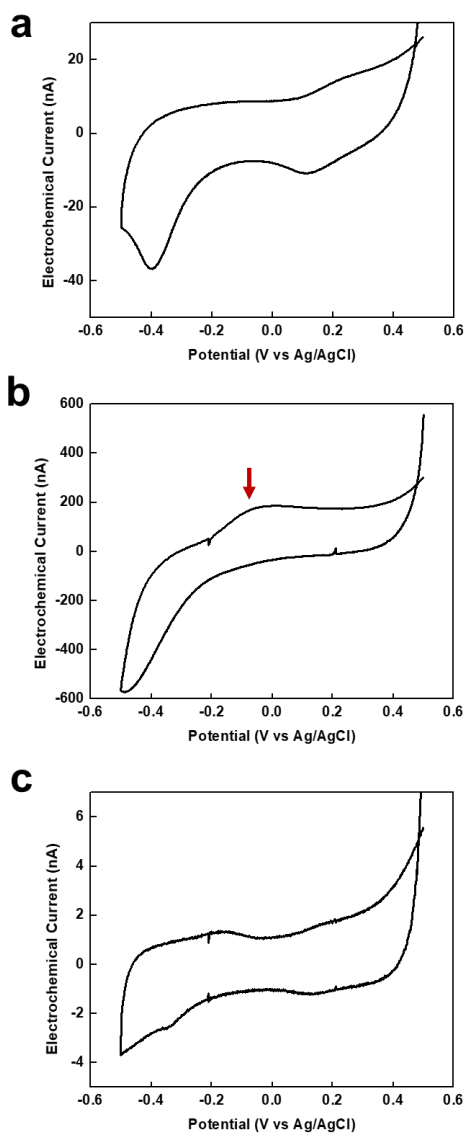 a
20
0
-20
-40
Electrochemical Current (nA)
-0.6 -0.4 -0.2 0.0 0.2 0.4 0.6
Potential (V vs Ag/AgCl)
b
600
400
200
0
-200
-400
-600
Electrochemical Current (nA)
-0.6 -0.4 -0.2 0.0 0.2 0.4 0.6
Potential (V vs Ag/AgCl)
c
6
4
2
0
-2
-4
Electrochemical Current (nA)
-0.6 -0.4 -0.2 0.0 0.2 0.4 0.6
Potential (V vs Ag/AgCl)